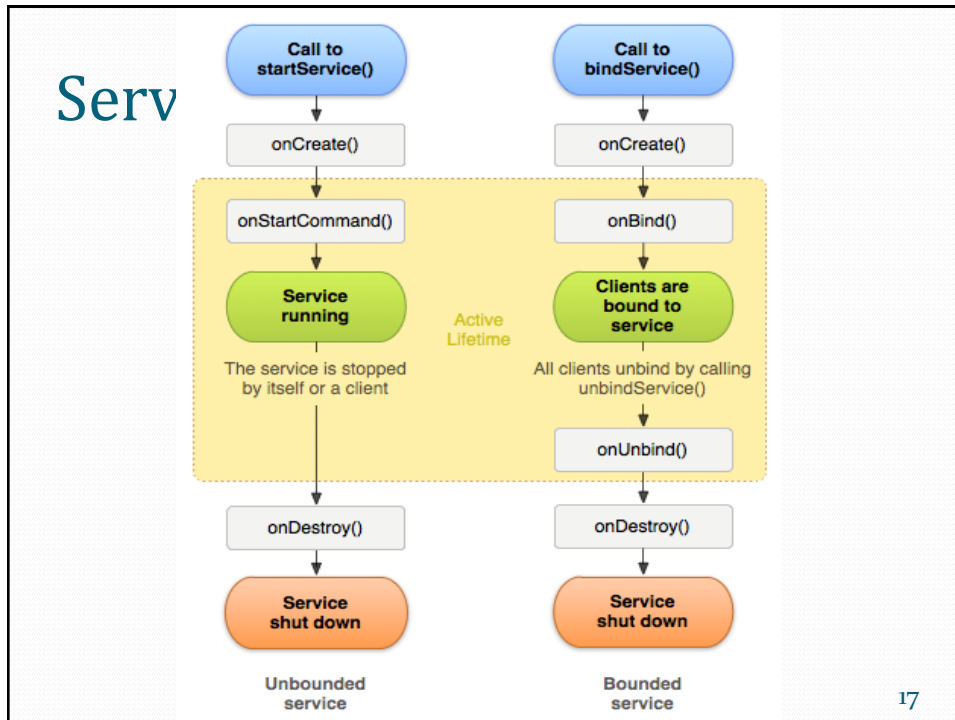 Serv
Call to
startService()
onCreate()
onStartCommand()
Service
running
The service is stopped
by itself or a client
onDestroy()
Service
shut down
Unbounded
service
Active
Lifetime
Call to
bindService()
onCreate()
onBind()
Clients are
bound to
service
All clients unbind by calling
unbindService()
onUnbind()
onDestroy()
Service
shut down
Bounded
service
17